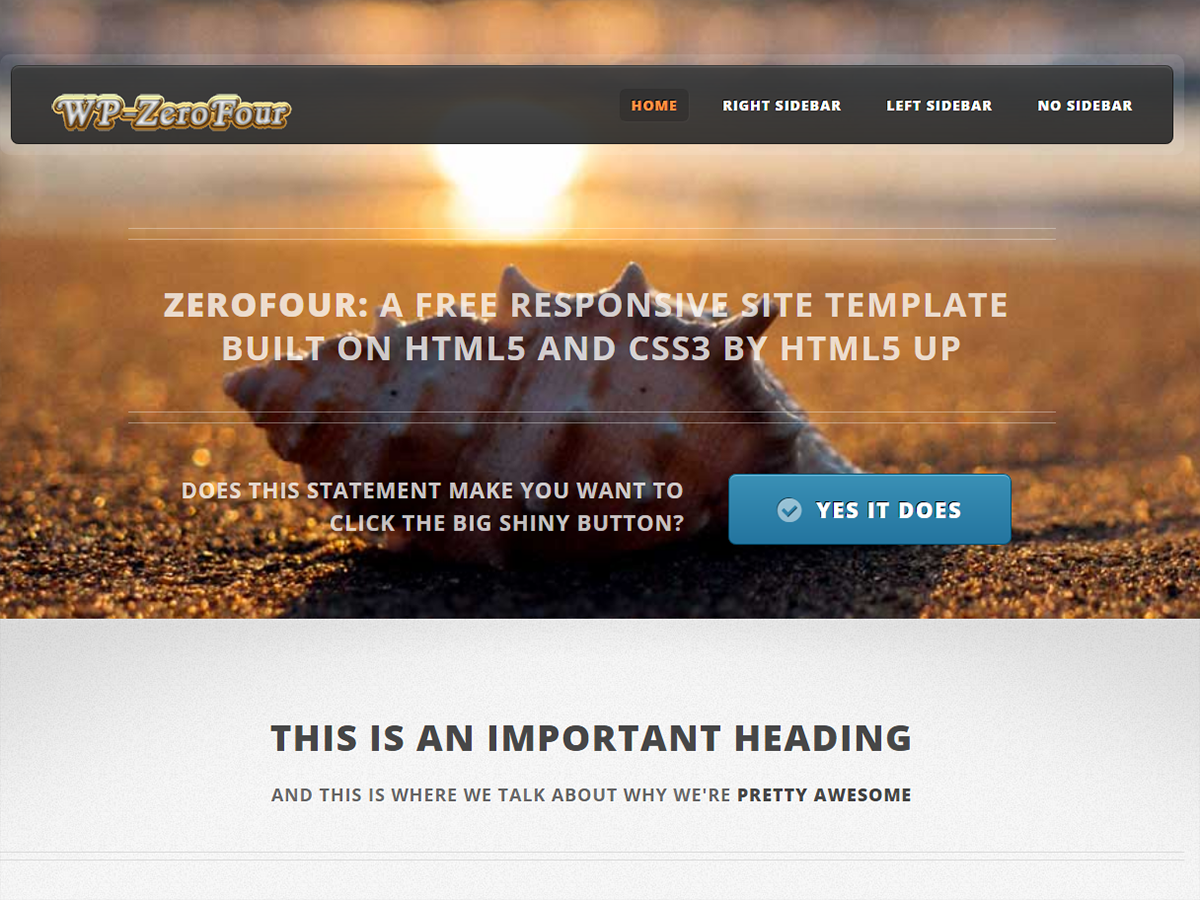 WP-ZeroFour
HOME
RIGHT SIDEBAR
LEFT SIDEBAR
NO SIDEBAR
ZEROFOUR: A FREE RESPONSIVE SITE TEMPLATE
BUILT ON HTML5 AND CSS3 BY HTML5 UP
DOES THIS STATEMENT MAKE YOU WANT TO
CLICK THE BIG SHINY BUTTON?
YES IT DOES
THIS IS AN IMPORTANT HEADING
AND THIS IS WHERE WE TALK ABOUT WHY WE'RE PRETTY AWESOME